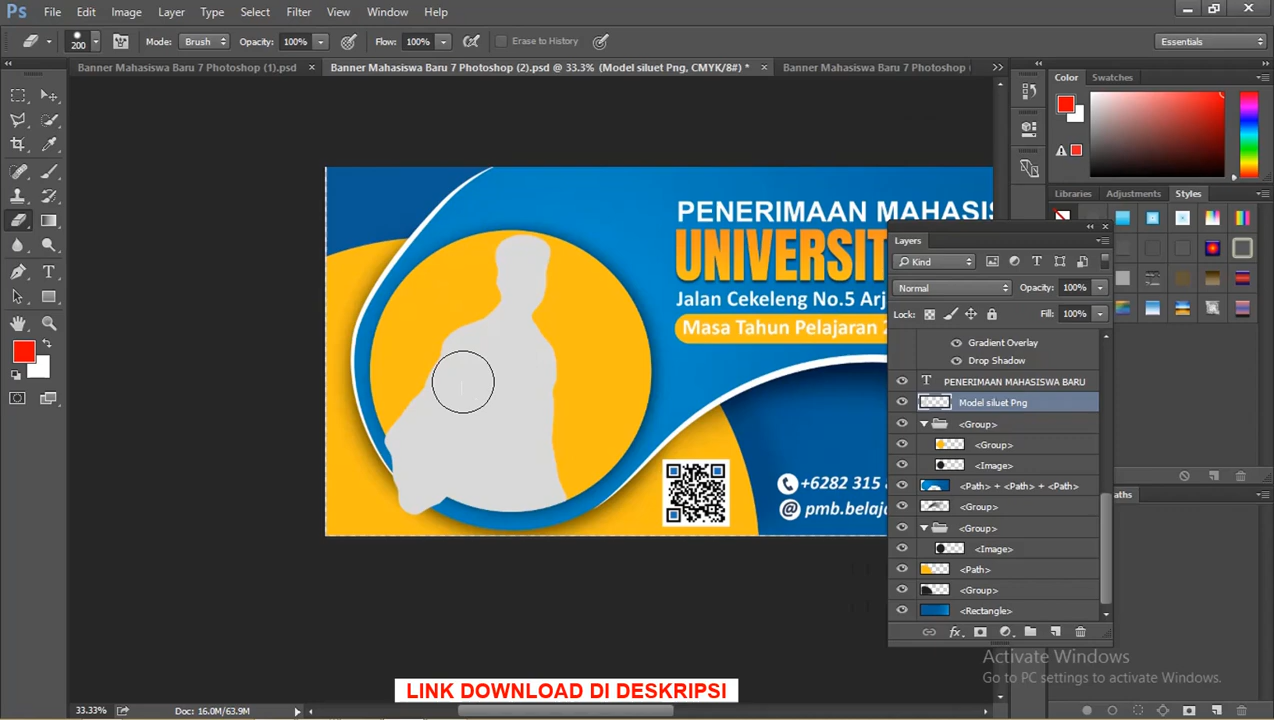 Ps File Edit Image Layer Type Select Filter View Window Help
200 Mode: Brush Opacity: 100% Flow: 100% Erase to History Essentials
Banner Mahasiswa Baru 7 Photoshop (1).psd × Banner Mahasiswa Baru 7 Photoshop (2).psd @ 33.3% (Model siluet Png, CMYK/8#) * × Banner Mahasiswa Baru 7 Photoshop
Color Swatches
Libraries Adjustments Styles
PENERIMAAN MAHASIS
UNIVERSIT
Jalan Cekeleng No.5 Arj
Masa Tahun Pelajaran 2
+6282 315 8
@ pmb.belaja
Layers
Kind
Normal Opacity: 100%
Lock: Fill: 100%
Gradient Overlay
Drop Shadow
T PENERIMAAN MAHASISWA BARU
Model siluet Png
<Group>
<Group>
<Image>
<Path> + <Path> + <Path>
<Group>
<Group>
<Image>
<Path>
<Group>
<Rectangle>
fx
aths
Activate Windows
Go to PC settings to activate Windows.
LINK DOWNLOAD DI DESKRIPSI
33.33% Doc: 16.0M/63.9M